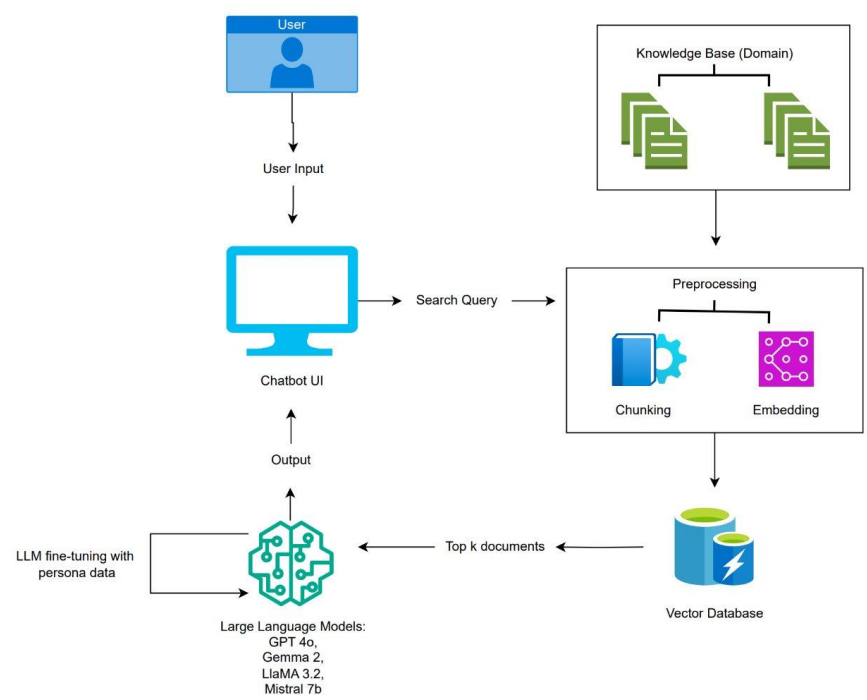 User
User Input
Chatbot UI
Search Query
Knowledge Base (Domain)
Preprocessing
Chunking
Embedding
Vector Database
Top k documents
Output
LLM fine-tuning with
persona data
Large Language Models:
GPT 4o,
Gemma 2,
LlaMA 3.2,
Mistral 7b